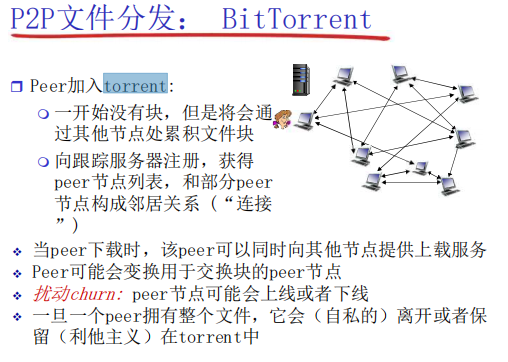 P2P文件分发： BitTorrent
Peer加入torrent:
一开始没有块，但是将会通
过其他节点处累积文件块
向跟踪服务器注册，获得
peer节点列表，和部分peer
节点构成邻居关系 (“连接
”)
当peer下载时，该peer可以同时向其他节点提供上载服务
Peer可能会变换用于交换块的peer节点
扰动churn: peer节点可能会上线或者下线
一旦一个peer拥有整个文件，它会（自私的）离开或者保
留（利他主义）在torrent中